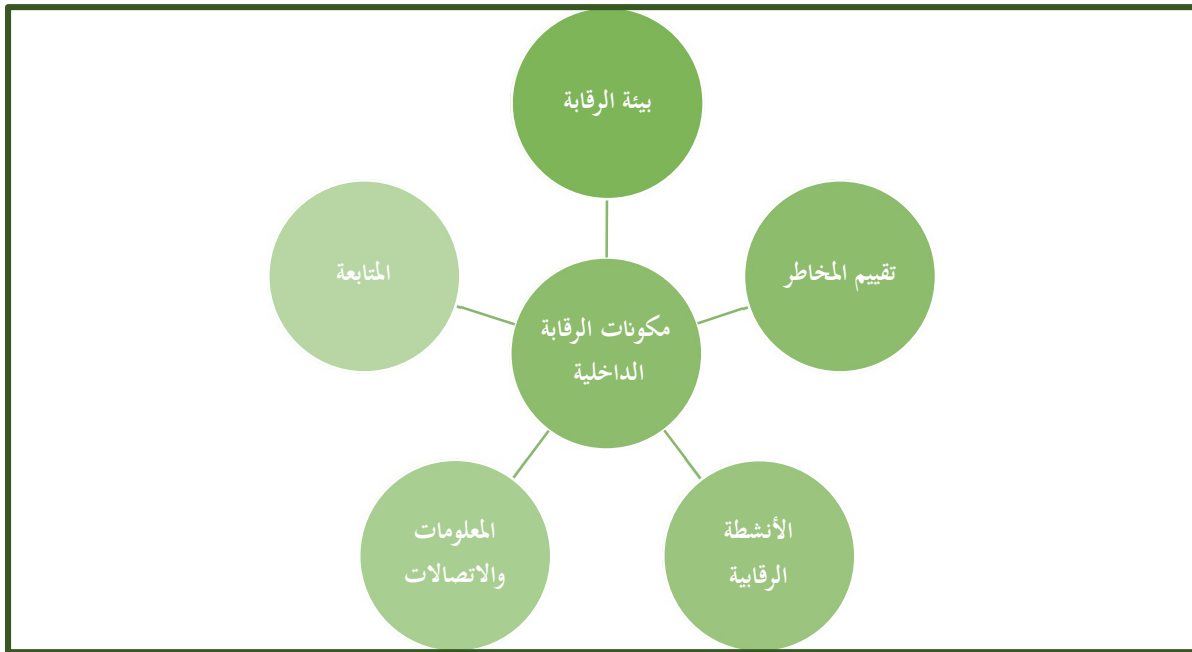 بيئة الرقابة
تقييم المخاطر
المتابعة
مكونات الرقابة
الداخلية
الأنشطة
الرقابية
المعلومات
والاتصالات